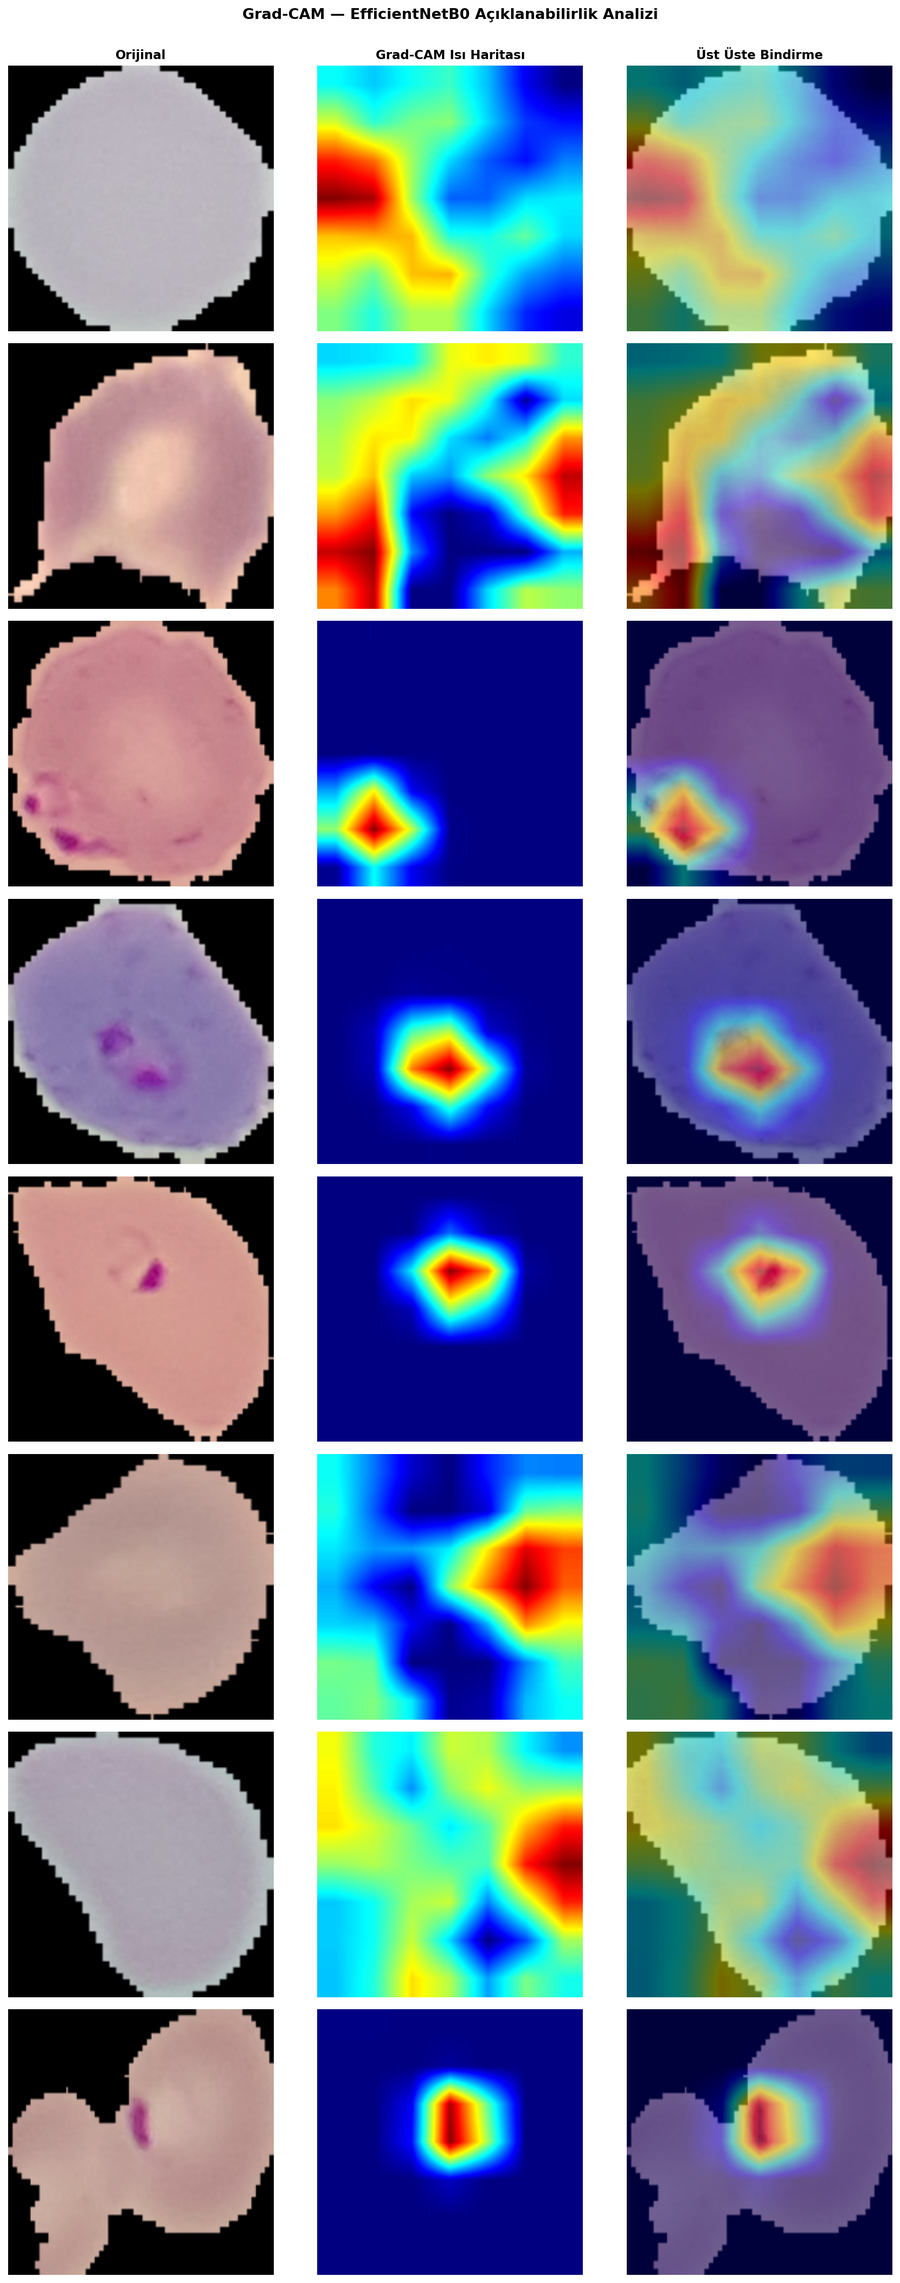 Grad-CAM — EfficientNetB0 Açıklanabilirlik Analizi
Orijinal
Grad-CAM Isı Haritası
Üst Üste Bindirme